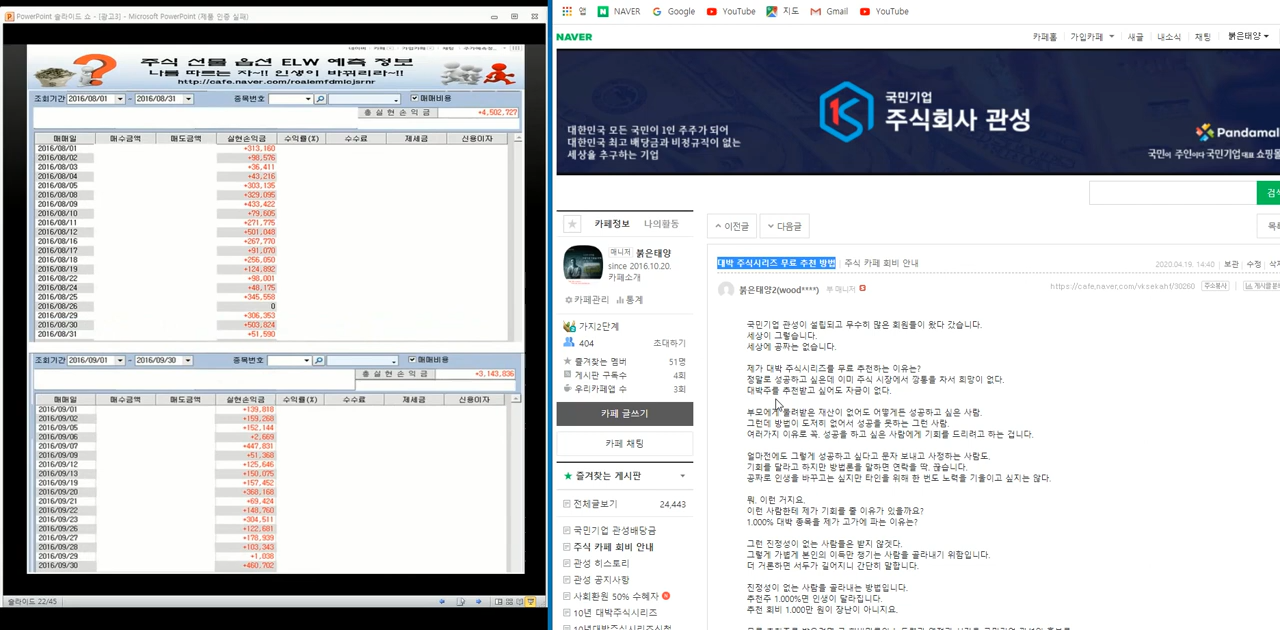 PowerPoint 슬라이드 쇼 - [광고3] - Microsoft PowerPoint (제품 인증 실패)
주식 선물 옵션 ELW 예측 정보
나를 따르는 자~!! 인생이 바뀌리라~!!
http://cafe.naver.com/roalemfdmlcjsrnr
조회기간 2016/08/01 ~ 2016/08/31 종목번호 매매비용
총실현손익금 +4,502,727
매매일 매수금액 매도금액 실현손익금 수익률(%) 수수료 제세금 신용이자
2016/08/01 +313,160
2016/08/02 +98,576
2016/08/03 +36,411
2016/08/04 +43,216
2016/08/05 +303,135
2016/08/08 +329,095
2016/08/09 +433,422
2016/08/10 +79,605
2016/08/11 +271,775
2016/08/12 +501,048
2016/08/16 +267,770
2016/08/17 +91,070
2016/08/18 +256,050
2016/08/19 +124,892
2016/08/22 +98,001
2016/08/24 +48,175
2016/08/25 +345,558
2016/08/26 0
2016/08/29 +306,353
2016/08/30 +503,824
2016/08/31 +51,590
조회기간 2016/09/01 ~ 2016/09/30 종목번호 매매비용
총실현손익금 +3,143,836
매매일 매수금액 매도금액 실현손익금 수익률(%) 수수료 제세금 신용이자
2016/09/01 +139,818
2016/09/02 +159,268
2016/09/05 +152,144
2016/09/06 +2,669
2016/09/07 +447,831
2016/09/09 +51,368
2016/09/12 +125,646
2016/09/13 +150,075
2016/09/19 +157,452
2016/09/20 +368,168
2016/09/21 +69,424
2016/09/22 +148,760
2016/09/23 +304,511
2016/09/26 +122,681
2016/09/27 +178,939
2016/09/28 +103,343
2016/09/29 +1,038
2016/09/30 +460,702
슬라이드 22/45
앱 NAVER Google YouTube 지도 Gmail YouTube
NAVER
카페홈 가입카페 새글 내소식 채팅 붉은태양
대한민국 모든 국민이 1인 주주가 되어
대한민국 최고 배당금과 비정규직이 없는
세상을 추구하는 기업
국민기업
주식회사 관성
Pandamal
국민이 주인이다 국민기업대표 쇼핑몰
검색
카페정보 나의활동
매니저 붉은태양
since 2016.10.20.
카페소개
카페관리 통계
가지2단계
404 초대하기
즐겨찾는 멤버 51명
게시판 구독수 4회
우리카페앱 수 3회
카페 글쓰기
카페 채팅
즐겨찾는 게시판
전체글보기 24,443
국민기업 관성배당금
주식 카페 회비 안내
관성 히스토리
관성 공지사항
사회환원 50% 수혜자
10년 대박주식시리즈
10년대박주식시리즈신청
이전글 다음글 목록
대박 주식시리즈 무료 추천 방법 주식 카페 회비 안내 2020.04.19. 14:40 보관 수정 삭제
붉은태양2(wood****) 부매니저 https://cafe.naver.com/vksekahf/30260 주소복사
국민기업 관성이 설립되고 무수히 많은 회원들이 왔다 갔습니다.
세상이 그렇습니다.
세상에 공짜는 없습니다.
제가 대박 주식시리즈를 무료 추천하는 이유는?
정말로 성공하고 싶은데 이미 주식 시장에서 깡통을 차서 희망이 없다.
대박주를 추천받고 싶어도 자금이 없다.
부모에게 물려받은 재산이 없어도 어떻게든 성공하고 싶은 사람.
그런데 방법이 도저히 없어서 성공을 못하는 그런 사람.
여러가지 이유로 꼭. 성공을 하고 싶은 사람에게 기회를 드리려고 하는 겁니다.
얼마전에도 그렇게 성공하고 싶다고 문자 보내고 사정하는 사람도.
기회를 달라고 하지만 방법론을 말하면 연락을 딱. 끊습니다.
공짜로 인생을 바꾸고는 싶지만 타인을 위해 한 번도 노력을 기울이고 싶지는 않다.
뭐. 이런 거지요.
이런 사람한테 제가 기회를 줄 이유가 있을까요?
1,000% 대박 종목을 제가 고가에 파는 이유는?
그런 진정성이 없는 사람들은 받지 않겠다.
그렇게 가볍게 본인의 이득만 챙기는 사람을 골라내기 위함입니다.
더 거론하면 서두가 길어지니 간단히 말합니다.
진정성이 없는 사람을 골라내는 방법입니다.
추천주 1,000%면 인생이 달라집니다.
추천 회비 1,000만 원이 장난이 아니지요.